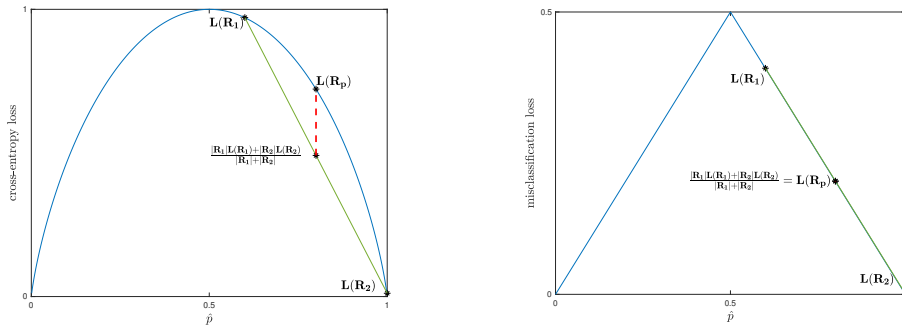 1
L(R₁)
L(Rₚ)
|R₁|L(R₁)+|R₂|L(R₂)
|R₁|+|R₂|
cross-entropy loss
L(R₂)
0
0
0.5
1
p̂
0.5
L(R₁)
misclassification loss
|R₁|L(R₁)+|R₂|L(R₂)
|R₁|+|R₂|
= L(Rₚ)
L(R₂)
0
0
0.5
p̂